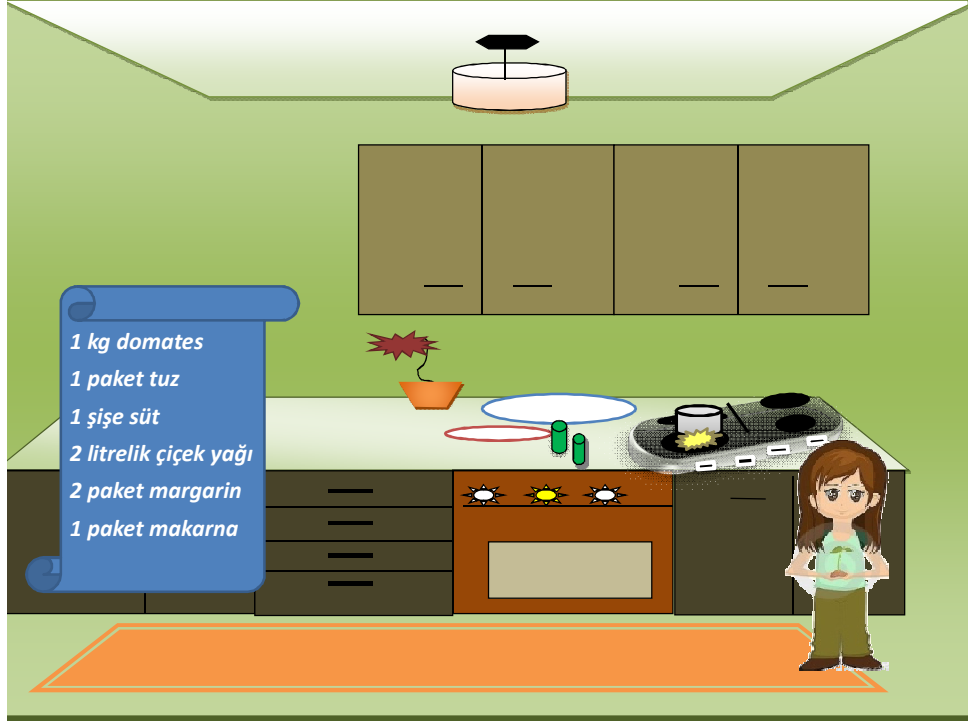 1 kg domates
1 paket tuz
1 şişe süt
2 litrelik çiçek yağı
2 paket margarin
1 paket makarna